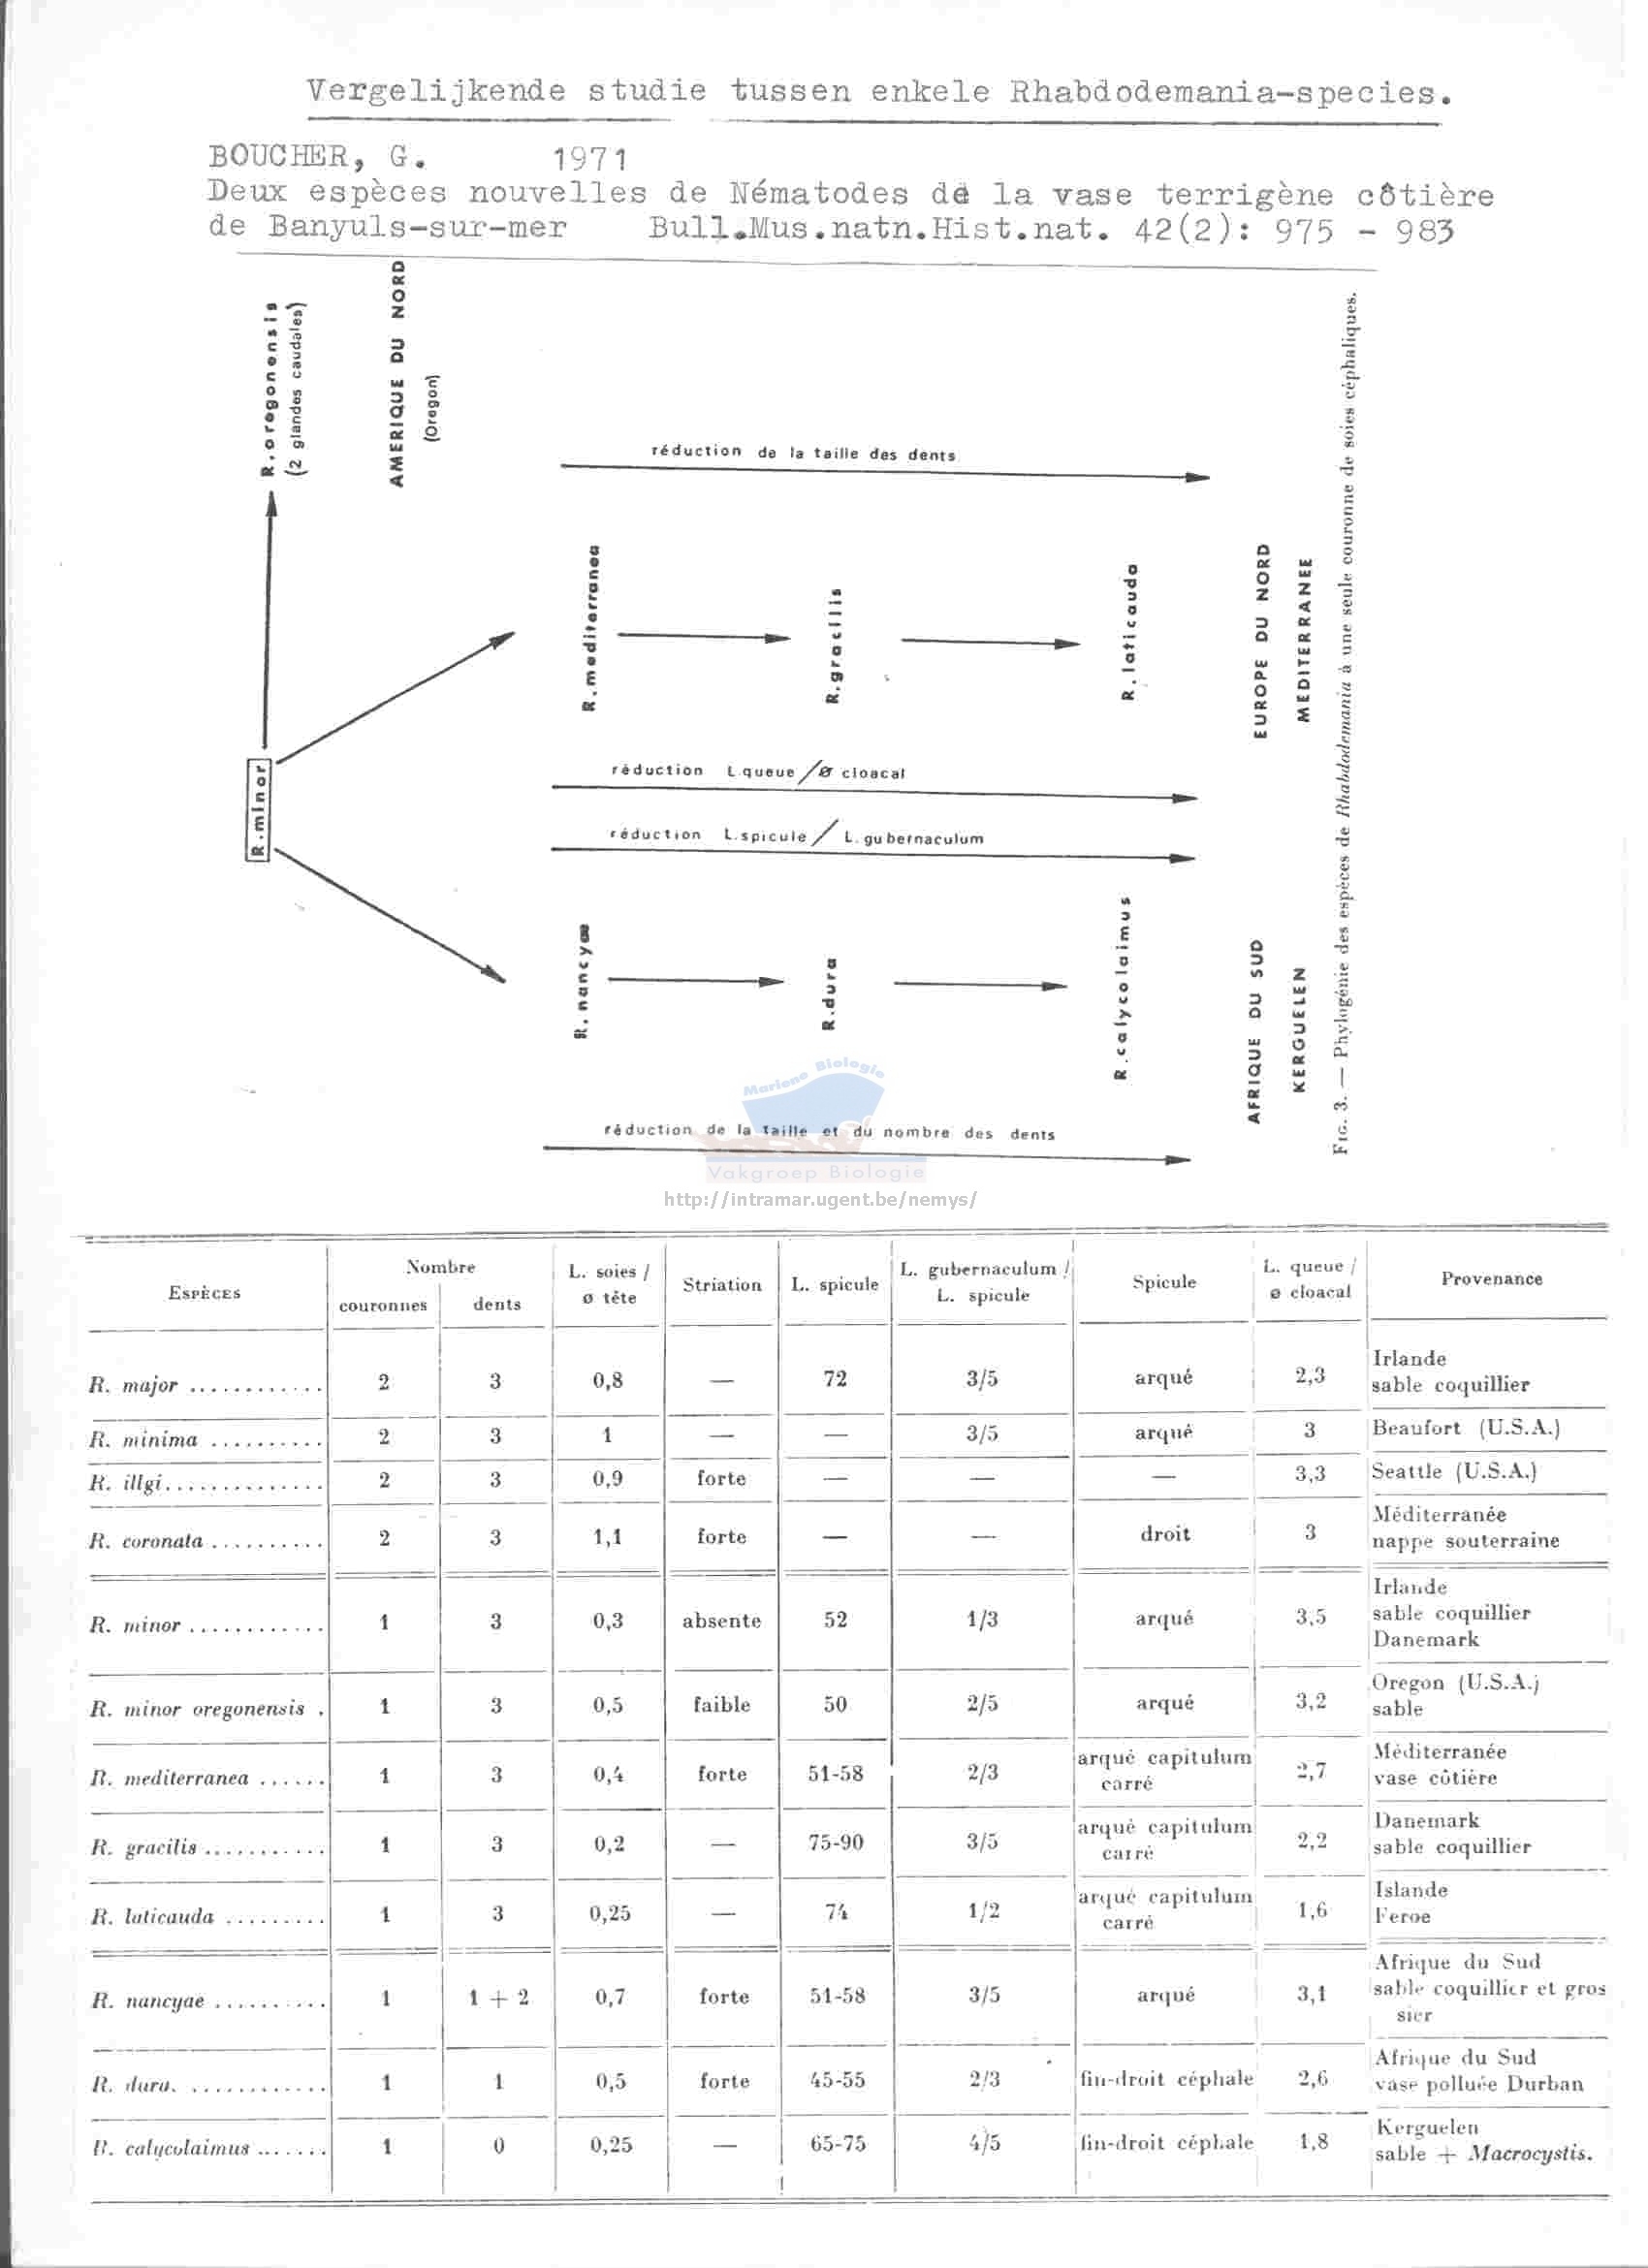 Vergelijkende studie tussen enkele Rhabdodemania-species.
BOUCHER, G. 1971
Deux espèces nouvelles de Nématodes de la vase terrigène côtière
de Banyuls-sur-mer Bull.Mus.natn.Hist.nat. 42(2): 975 - 983
R.oregonensis
(2 glandes caudales)
AMERIQUE DU NORD
(Oregon)
réduction de la taille des dents
R.mediterranea
R.gracilis
R.laticauda
EUROPE DU NORD
MEDITERRANEE
R.minor
réduction L.queue/ø cloacal
réduction L.spicule/L.gubernaculum
R.nancyae
R.dura
R.calycolaimus
AFRIQUE DU SUD
KERGUELEN
réduction de la taille et du nombre des dents
FIG. 3. — Phylogénie des espèces de Rhabdodemania à une seule couronne de soies céphaliques.
Mariene Biologie
Vakgroep Biologie
http://intramar.ugent.be/nemys/
ESPÈCES Nombre couronnes dents L. soies / ø tête Striation L. spicule L. gubernaculum / L. spicule Spicule L. queue / ø cloacal Provenance
R. major ............ 2 3 0,8 — 72 3/5 arqué 2,3 Irlande sable coquillier
R. minima .......... 2 3 1 — — 3/5 arqué 3 Beaufort (U.S.A.)
R. illgi.............. 2 3 0,9 forte — — — 3,3 Seattle (U.S.A.)
R. coronata .......... 2 3 1,1 forte — — droit 3 Méditerranée nappe souterraine
R. minor ............ 1 3 0,3 absente 52 1/3 arqué 3,5 Irlande sable coquillier Danemark
R. minor oregonensis . 1 3 0,5 faible 50 2/5 arqué 3,2 Oregon (U.S.A.) sable
R. mediterranea ...... 1 3 0,4 forte 51-58 2/3 arqué capitulum carré 2,7 Méditerranée vase côtière
R. gracilis ........... 1 3 0,2 — 75-90 3/5 arqué capitulum carré 2,2 Danemark sable coquillier
R. laticauda ......... 1 3 0,25 — 74 1/2 arqué capitulum carré 1,6 Islande Feroe
R. nancyae .......... 1 1 + 2 0,7 forte 51-58 3/5 arqué 3,1 Afrique du Sud sable coquillier et gros sier
R. dura. ............ 1 1 0,5 forte 45-55 2/3 fin-droit céphale 2,6 Afrique du Sud vase polluée Durban
R. calycolaimus ....... 1 0 0,25 — 65-75 4/5 fin-droit céphale 1,8 Kerguelen sable + Macrocystis.